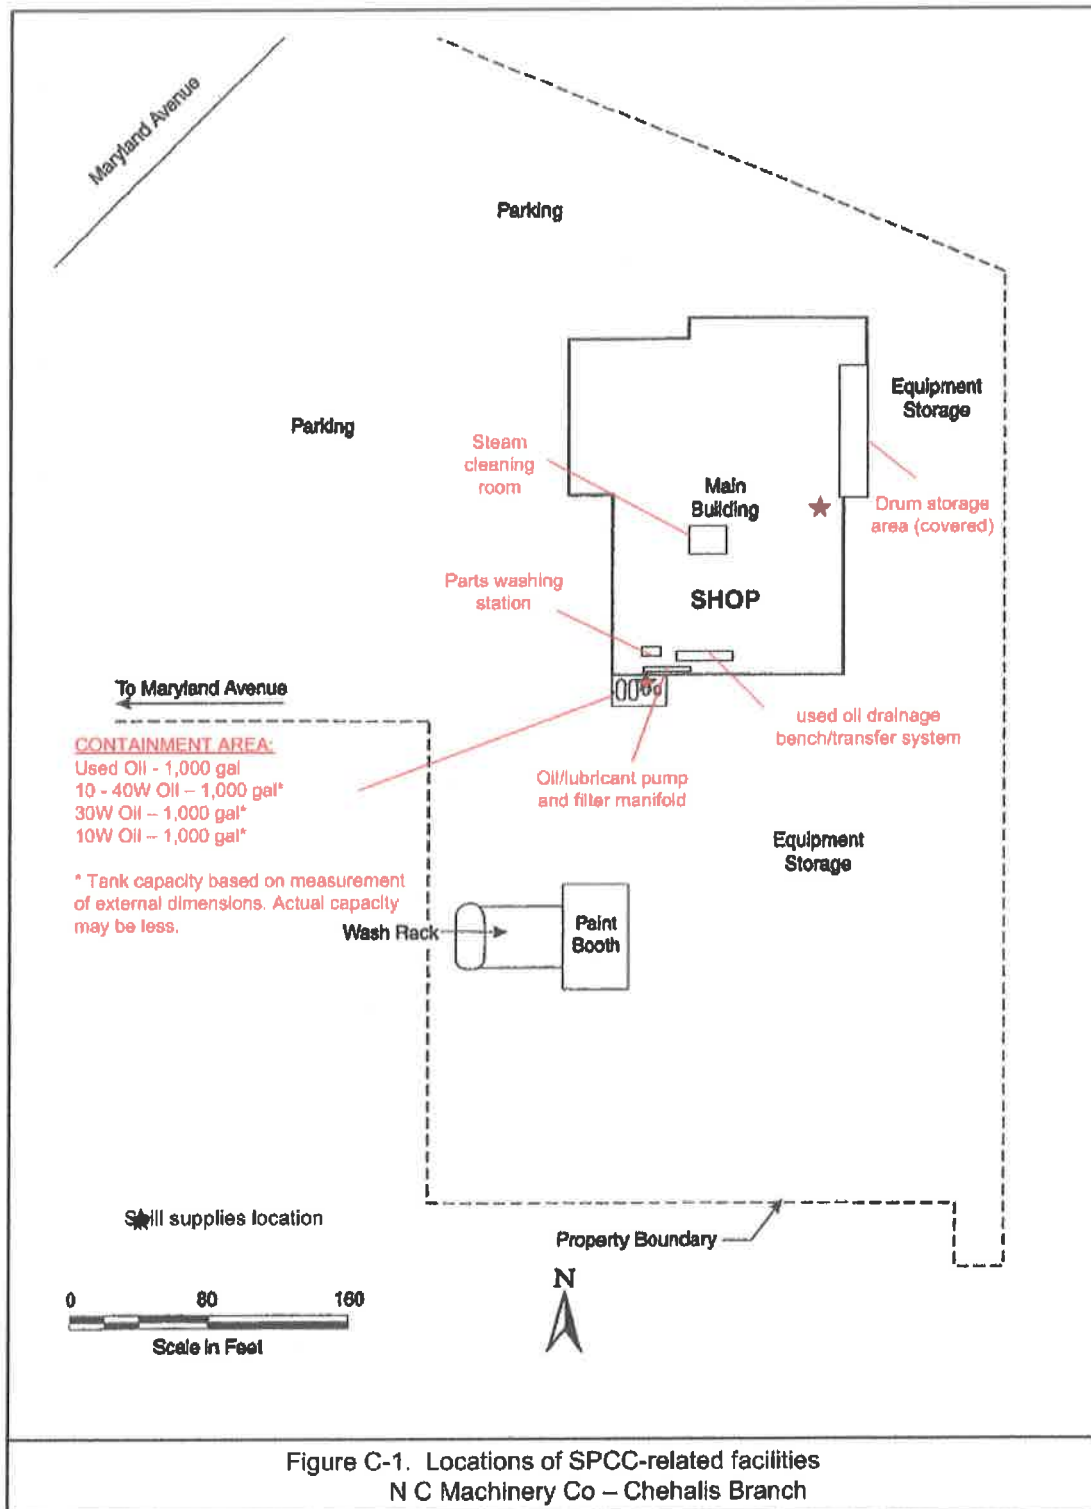 Maryland Avenue
Parking
Equipment
Storage
Parking
Steam
cleaning
room
Main
Building
Drum storage
area (covered)
Parts washing
station
SHOP
To Maryland Avenue
used oil drainage
bench/transfer system
CONTAINMENT AREA:
Used Oil - 1,000 gal
10 - 40W Oil – 1,000 gal*
30W Oil – 1,000 gal*
10W Oil – 1,000 gal*
Oil/lubricant pump
and filter manifold
Equipment
Storage
* Tank capacity based on measurement
of external dimensions. Actual capacity
may be less.
Wash Rack
Paint
Booth
Spill supplies location
Property Boundary
N
0 80 160
Scale in Feet
Figure C-1. Locations of SPCC-related facilities
N C Machinery Co – Chehalis Branch